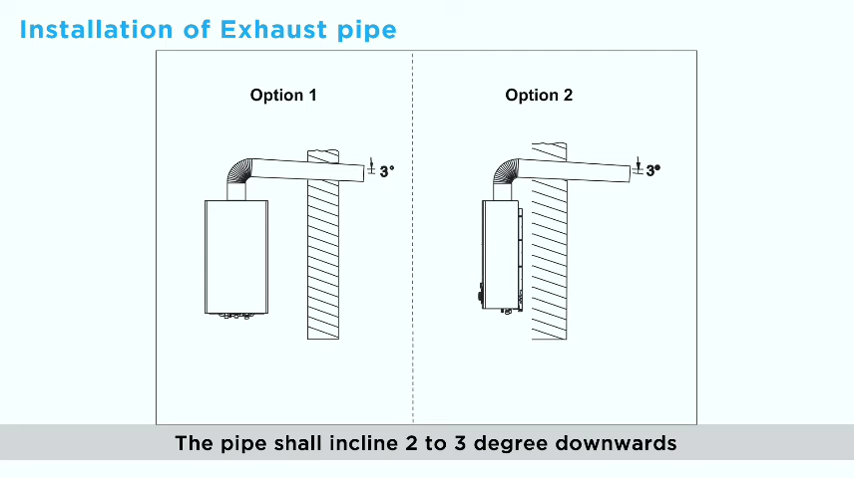 Installation of Exhaust pipe
Option 1
Option 2
3°
3°
The pipe shall incline 2 to 3 degree downwards